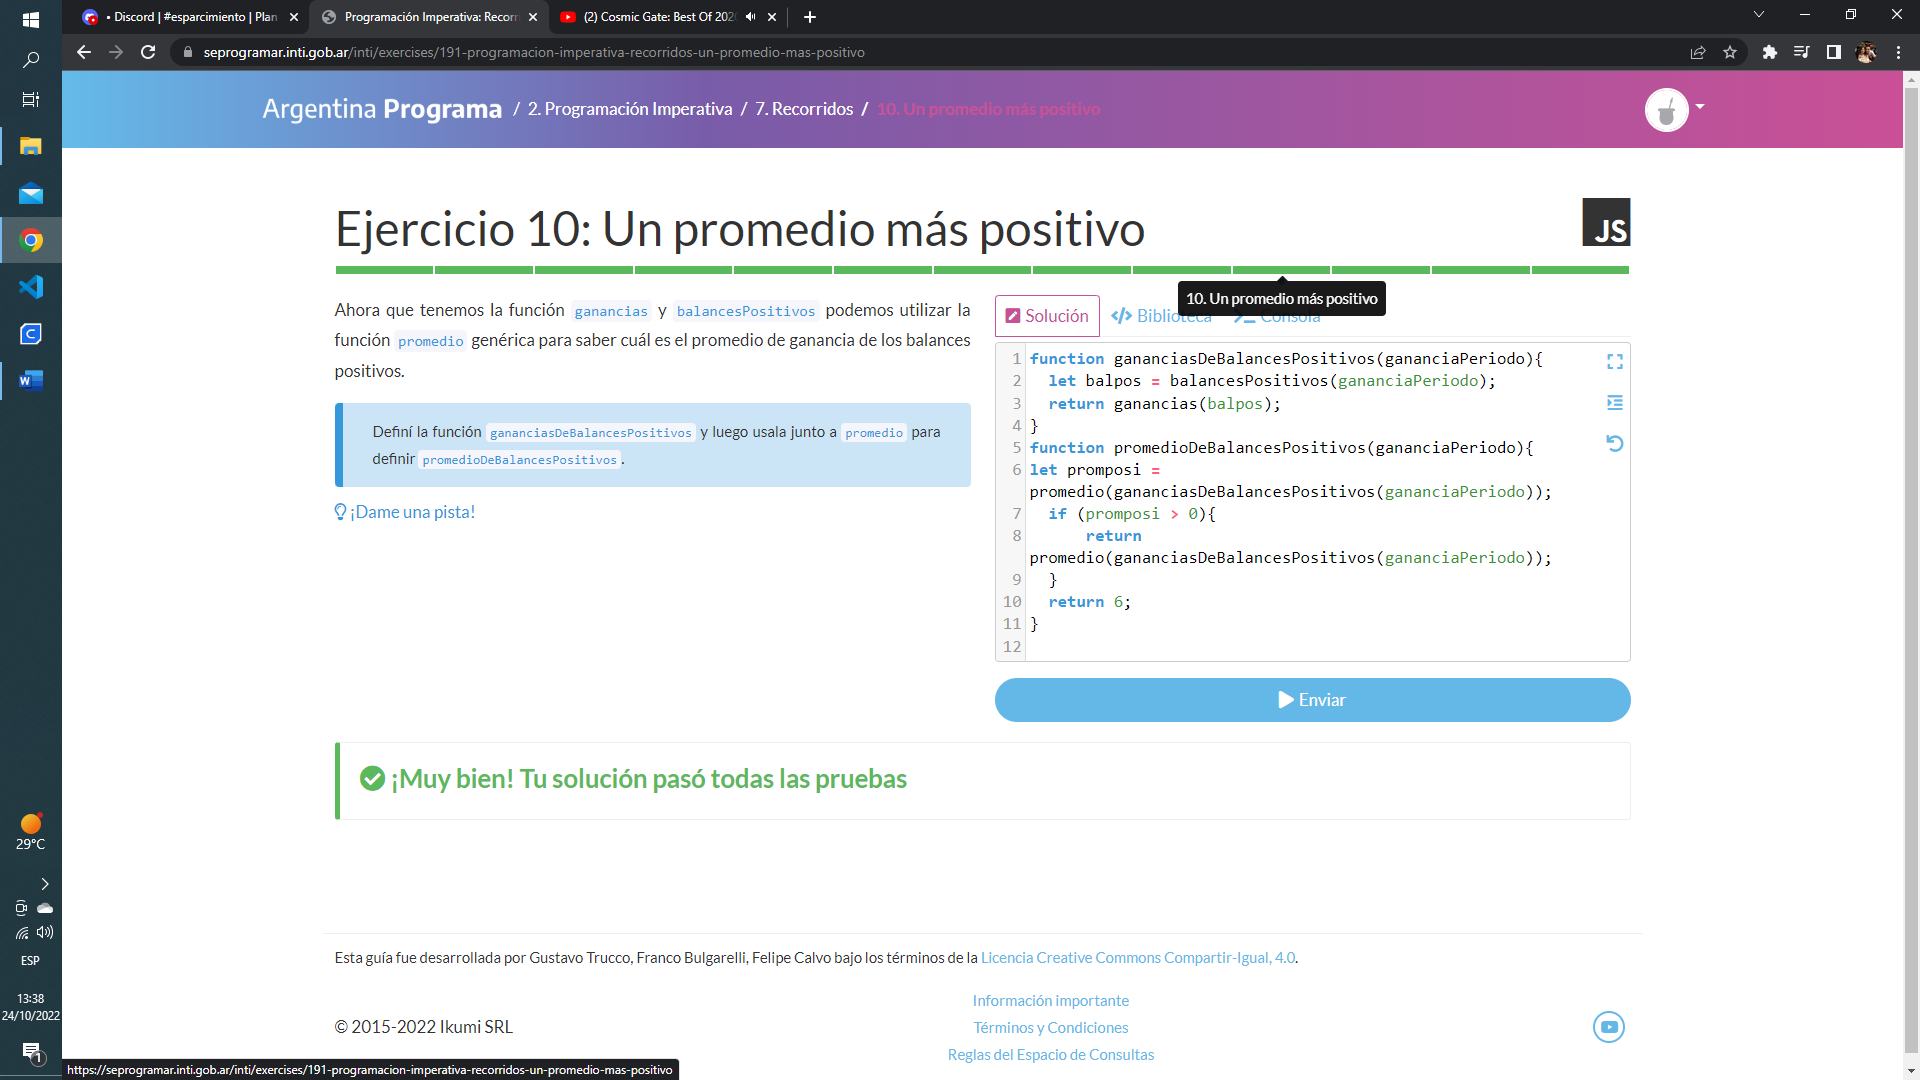 • Discord | #esparcimiento | Plan
Programación Imperativa: Recorr
(2) Cosmic Gate: Best Of 202
seprogramar.inti.gob.ar/inti/exercises/191-programacion-imperativa-recorridos-un-promedio-mas-positivo
Argentina Programa / 2. Programación Imperativa / 7. Recorridos / 10. Un promedio más positivo
Ejercicio 10: Un promedio más positivo
JS
10. Un promedio más positivo
Ahora que tenemos la función ganancias y balancesPositivos podemos utilizar la
función promedio genérica para saber cuál es el promedio de ganancia de los balances
positivos.
Definí la función gananciasDeBalancesPositivos y luego usala junto a promedio para
definir promedioDeBalancesPositivos.
¡Dame una pista!
Solución
Biblioteca
Consola
1 function gananciasDeBalancesPositivos(gananciaPeriodo){
2 let balpos = balancesPositivos(gananciaPeriodo);
3 return ganancias(balpos);
4 }
5 function promedioDeBalancesPositivos(gananciaPeriodo){
6 let promposi =
promedio(gananciasDeBalancesPositivos(gananciaPeriodo));
7 if (promposi > 0){
8 return
promedio(gananciasDeBalancesPositivos(gananciaPeriodo));
9 }
10 return 6;
11 }
12
Enviar
¡Muy bien! Tu solución pasó todas las pruebas
Esta guía fue desarrollada por Gustavo Trucco, Franco Bulgarelli, Felipe Calvo bajo los términos de la Licencia Creative Commons Compartir-Igual, 4.0.
© 2015-2022 Ikumi SRL
Información importante
Términos y Condiciones
Reglas del Espacio de Consultas
29°C
ESP
13:38
24/10/2022
1
https://seprogramar.inti.gob.ar/inti/exercises/191-programacion-imperativa-recorridos-un-promedio-mas-positivo